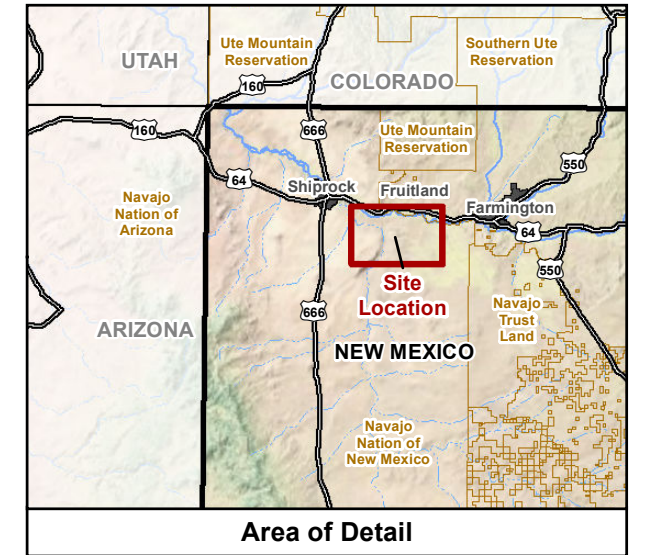 UTAH
Ute Mountain
Reservation
Southern Ute
Reservation
COLORADO
160
160
666
Ute Mountain
Reservation
550
64
Shiprock
Fruitland
Navajo
Nation of
Arizona
Farmington
64
550
Site
Location
Navajo
Trust
Land
666
ARIZONA
NEW MEXICO
Navajo
Nation of
New Mexico
Area of Detail